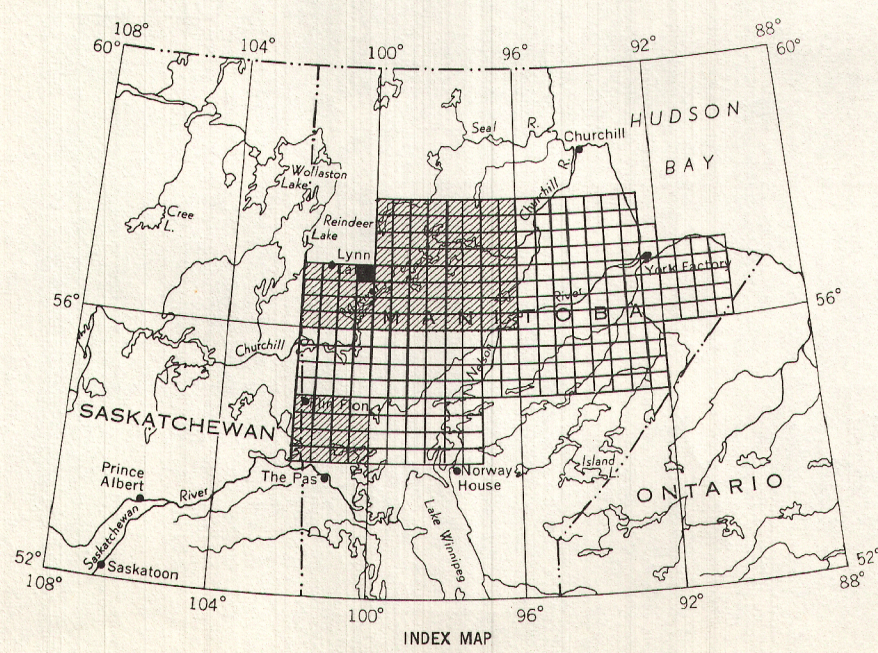 108°
60°
104°
100°
96°
92°
88°
60°
Seal R.
Churchill
HUDSON
BAY
Wollaston
Lake
Churchill R.
Cree
L.
Reindeer
Lake
Lynn
La
York Factory
56°
56°
River
MANITOBA
Churchill
Nelson
Flin Flon
SASKATCHEWAN
Prince
Albert
River
The Pas
Norway
House
Island
L.
ONTARIO
Saskatchewan
Lake Winnipeg
Saskatoon
52°
108°
104°
100°
96°
92°
52°
88°
INDEX MAP